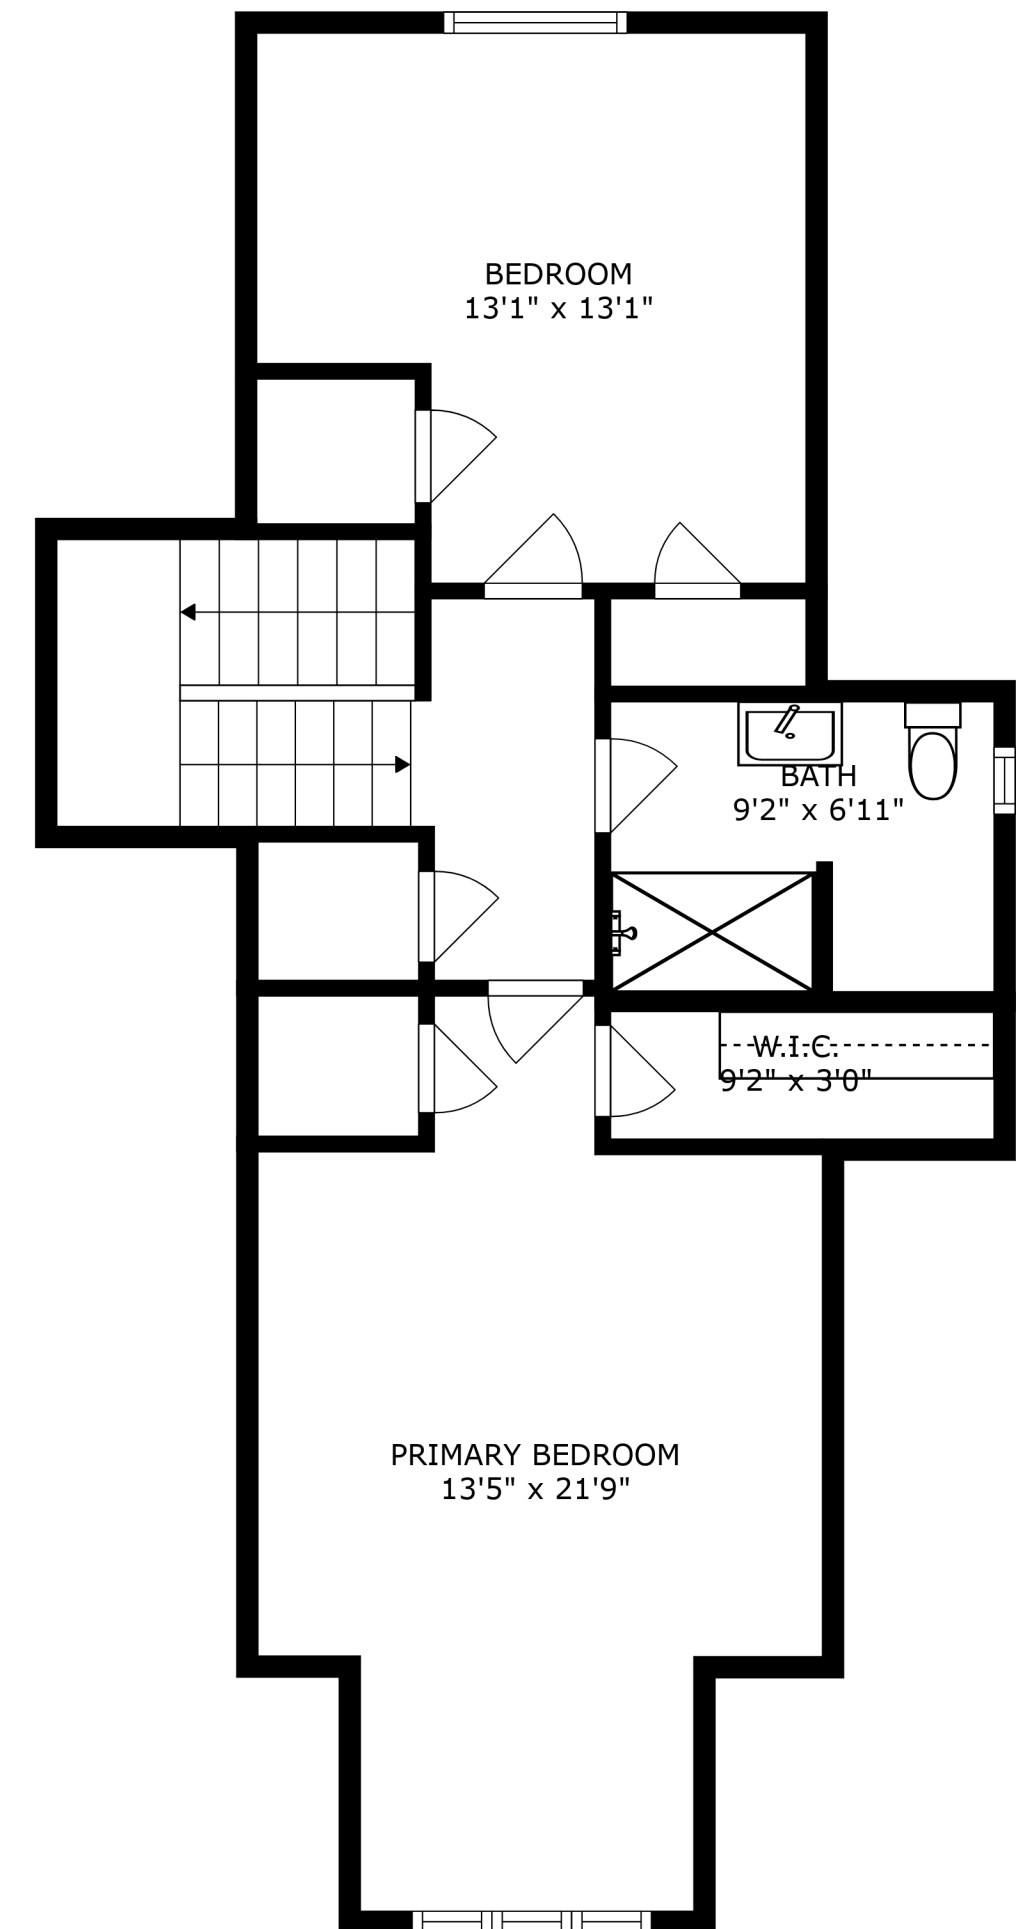 BEDROOM
13'1" x 13'1"
BATH
9'2" x 6'11"
W.I.C.
9'2" x 3'0"
PRIMARY BEDROOM
13'5" x 21'9"